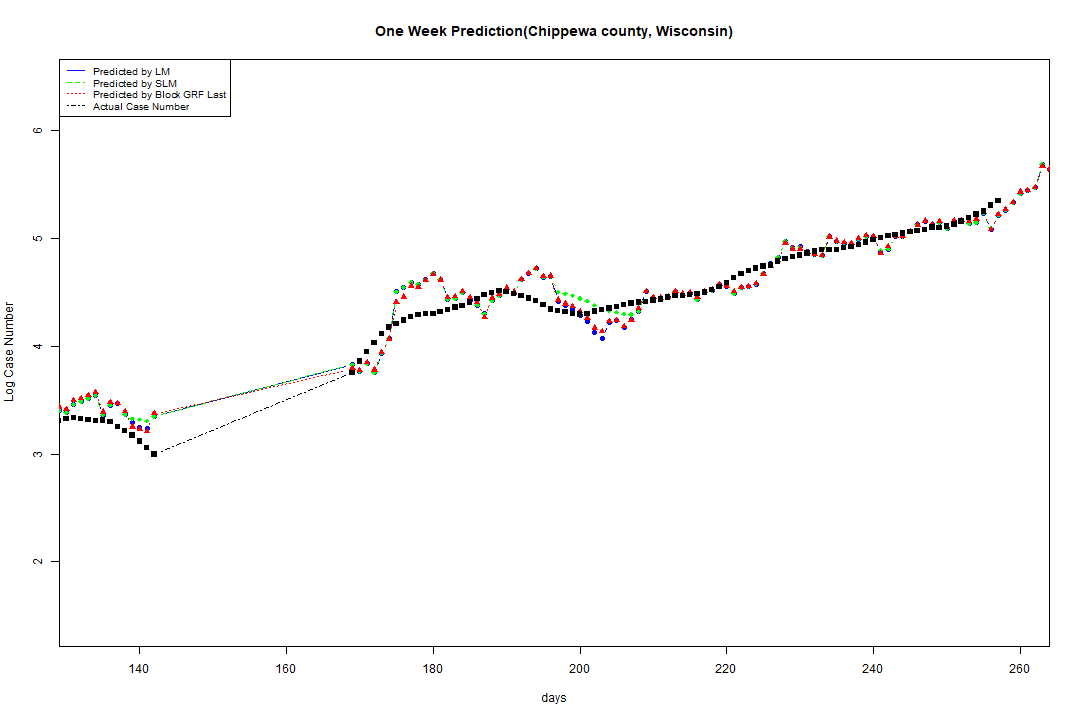 One Week Prediction(Chippewa county, Wisconsin)
Predicted by LM
Predicted by SLM
Predicted by Block GRF Last
Actual Case Number
6
5
4
3
2
Log Case Number
140 160 180 200 220 240 260
days